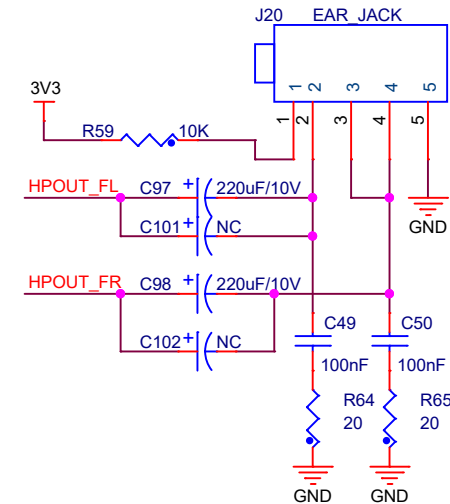 J20 EAR_JACK
1 2 3 4 5
1 2 3 4 5
3V3
R59 10K
HPOUT_FL C97 + 220uF/10V
C101 + NC
GND
HPOUT_FR C98 + 220uF/10V
C102 + NC
C49 C50
100nF 100nF
R64 R65
20 20
GND GND